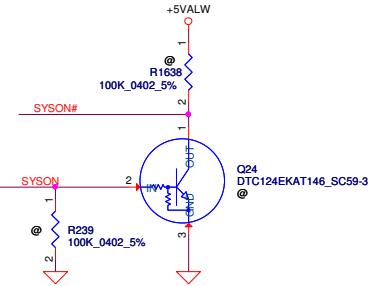 +5VALW
1
@
R1638
100K_0402_5%
2
SYSON#
1
OUT
Q24
DTC124EKAT146_SC59-3
@
SYSON
2
IN
GND
1
@
R239
100K_0402_5%
3
2